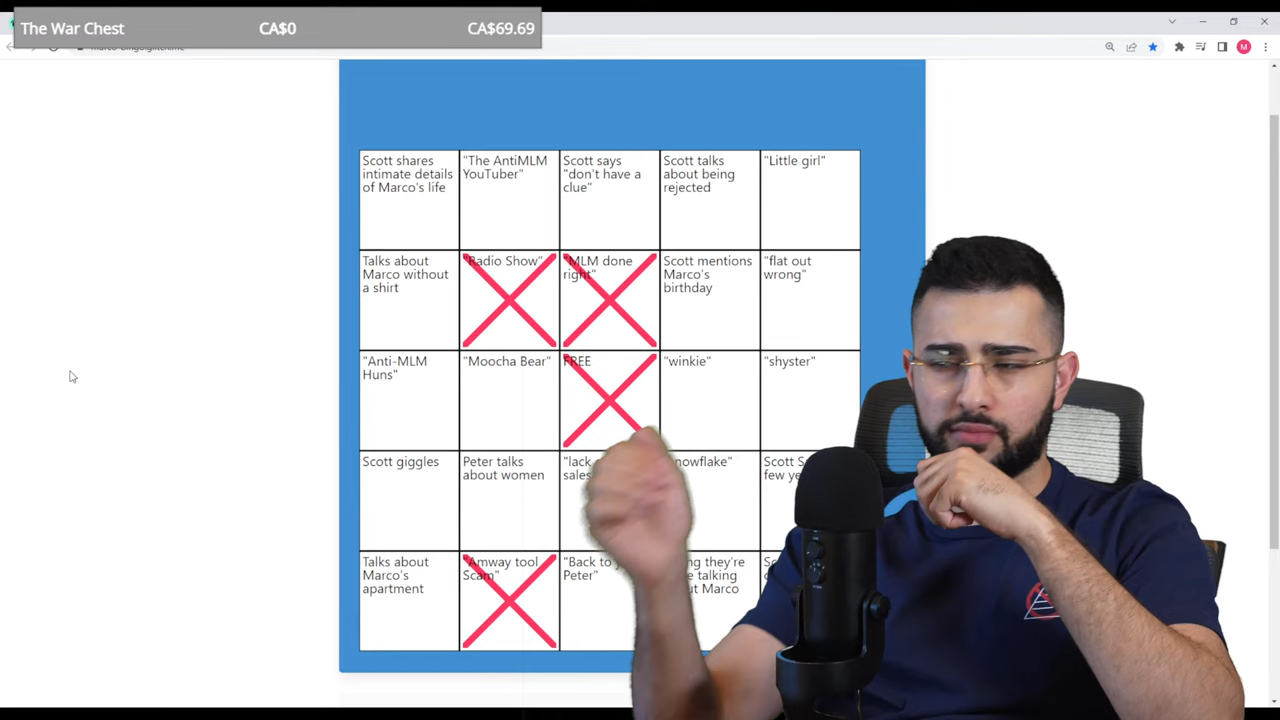 The War Chest CA$0 CA$69.69
M
Scott shares
intimate details
of Marco's life
"The AntiMLM
YouTuber"
Scott says
"don't have a
clue"
Scott talks
about being
rejected
"Little girl"
Talks about
Marco without
a shirt
"Radio Show"
"MLM done
right"
Scott mentions
Marco's
birthday
"flat out
wrong"
"Anti-MLM
Huns"
"Moocha Bear"
FREE
"winkie"
"shyster"
Scott giggles
Peter talks
about women
"lack
sales
Scott
few
Talks about
Marco's
apartment
"Amway tool
Scam"
"Back to
Peter"
they're
talking
Marco